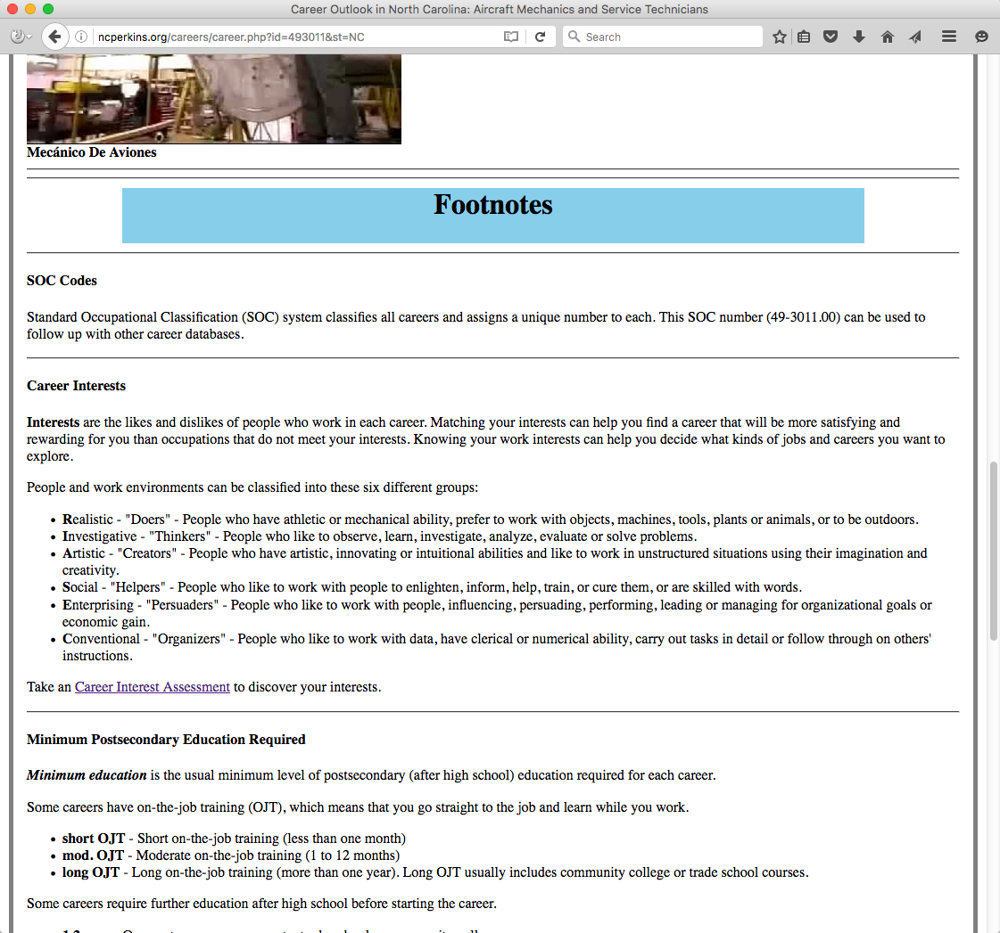 Career Outlook in North Carolina: Aircraft Mechanics and Service Technicians
ncperkins.org/careers/career.php?id=493011&st=NC
Search
Mecánico De Aviones
Footnotes
SOC Codes
Standard Occupational Classification (SOC) system classifies all careers and assigns a unique number to each. This SOC number (49-3011.00) can be used to
follow up with other career databases.
Career Interests
Interests are the likes and dislikes of people who work in each career. Matching your interests can help you find a career that will be more satisfying and
rewarding for you than occupations that do not meet your interests. Knowing your work interests can help you decide what kinds of jobs and careers you want to
explore.
People and work environments can be classified into these six different groups:
• Realistic - "Doers" - People who have athletic or mechanical ability, prefer to work with objects, machines, tools, plants or animals, or to be outdoors.
• Investigative - "Thinkers" - People who like to observe, learn, investigate, analyze, evaluate or solve problems.
• Artistic - "Creators" - People who have artistic, innovating or intuitional abilities and like to work in unstructured situations using their imagination and
creativity.
• Social - "Helpers" - People who like to work with people to enlighten, inform, help, train, or cure them, or are skilled with words.
• Enterprising - "Persuaders" - People who like to work with people, influencing, persuading, performing, leading or managing for organizational goals or
economic gain.
• Conventional - "Organizers" - People who like to work with data, have clerical or numerical ability, carry out tasks in detail or follow through on others'
instructions.
Take an Career Interest Assessment to discover your interests.
Minimum Postsecondary Education Required
Minimum education is the usual minimum level of postsecondary (after high school) education required for each career.
Some careers have on-the-job training (OJT), which means that you go straight to the job and learn while you work.
• short OJT - Short on-the-job training (less than one month)
• mod. OJT - Moderate on-the-job training (1 to 12 months)
• long OJT - Long on-the-job training (more than one year). Long OJT usually includes community college or trade school courses.
Some careers require further education after high school before starting the career.